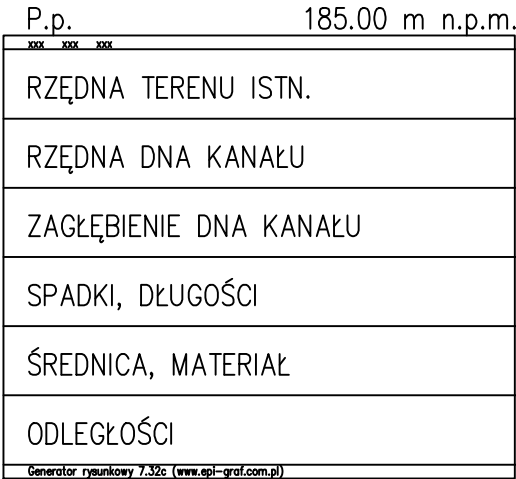 P.p. 185.00 m n.p.m.
xxx xxx xxx
RZĘDNA TERENU ISTN.
RZĘDNA DNA KANAŁU
ZAGŁĘBIENIE DNA KANAŁU
SPADKI, DŁUGOŚCI
ŚREDNICA, MATERIAŁ
ODLEGŁOŚCI
Generator rysunkowy 7.32c (www.epi-graf.com.pl)